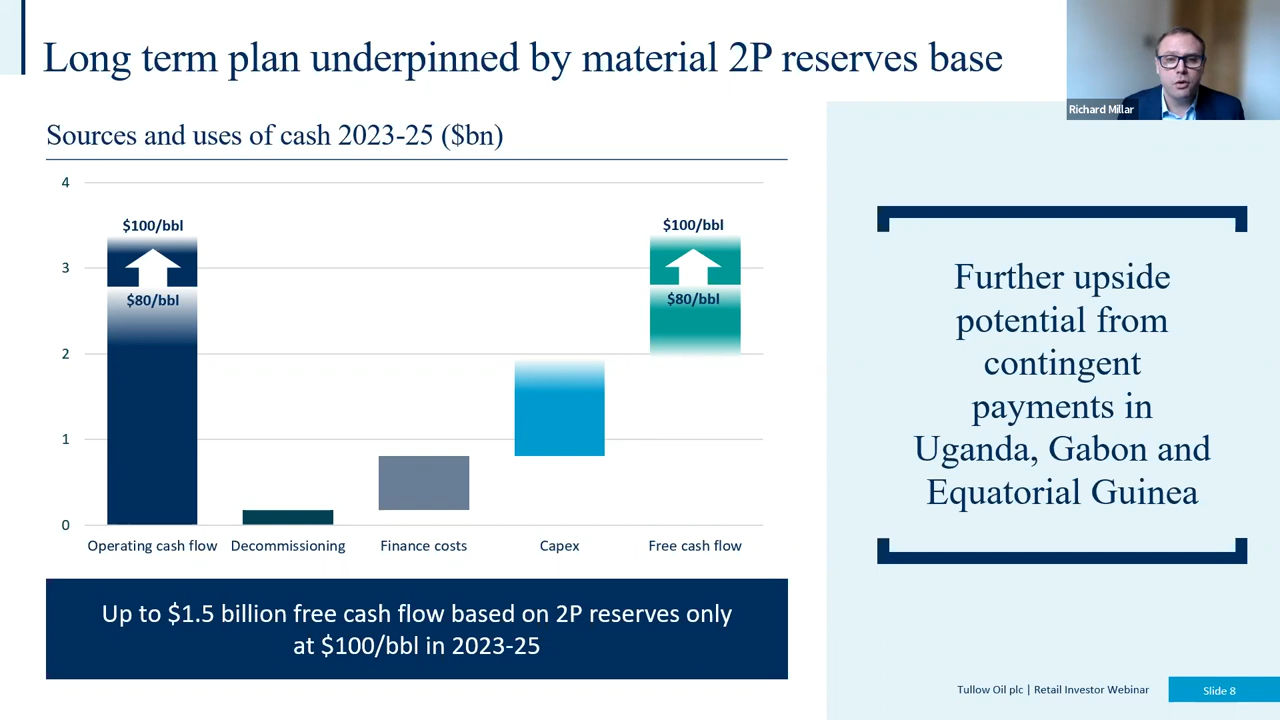 Long term plan underpinned by material 2P reserves base
Richard Millar
Sources and uses of cash 2023-25 ($bn)
4
3
2
1
0
$100/bbl
$80/bbl
$100/bbl
$80/bbl
Operating cash flow
Decommissioning
Finance costs
Capex
Free cash flow
Up to $1.5 billion free cash flow based on 2P reserves only
at $100/bbl in 2023-25
Further upside
potential from
contingent
payments in
Uganda, Gabon and
Equatorial Guinea
Tullow Oil plc | Retail Investor Webinar
Slide 8